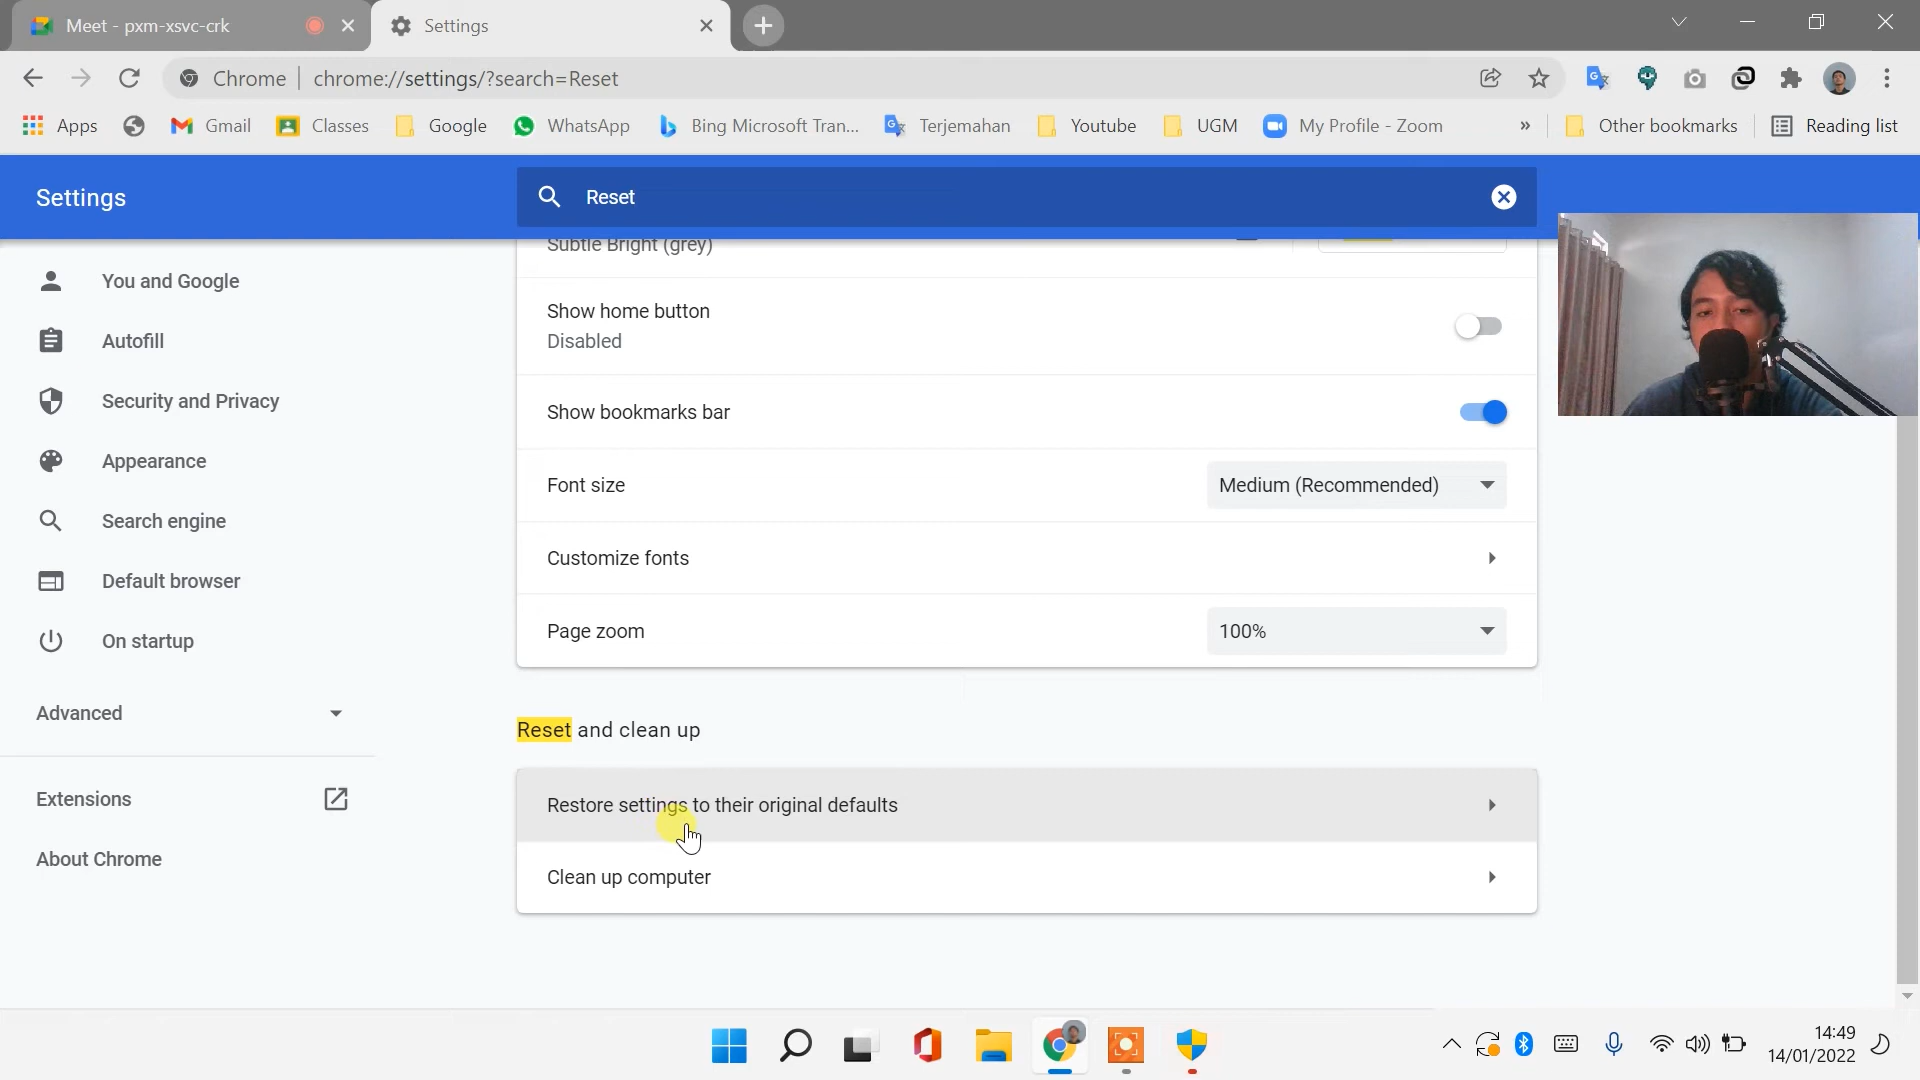 Meet - pxm-xsvc-crk
Settings
Chrome
chrome://settings/?search=Reset
Apps
Gmail
Classes
Google
WhatsApp
Bing Microsoft Tran...
Terjemahan
Youtube
UGM
My Profile - Zoom
»
Other bookmarks
Reading list
Settings
Reset
Subtle Bright (grey)
You and Google
Autofill
Security and Privacy
Appearance
Search engine
Default browser
On startup
Advanced
Extensions
About Chrome
Show home button
Disabled
Show bookmarks bar
Font size
Medium (Recommended)
Customize fonts
Page zoom
100%
Reset and clean up
Restore settings to their original defaults
Clean up computer
14:49
14/01/2022